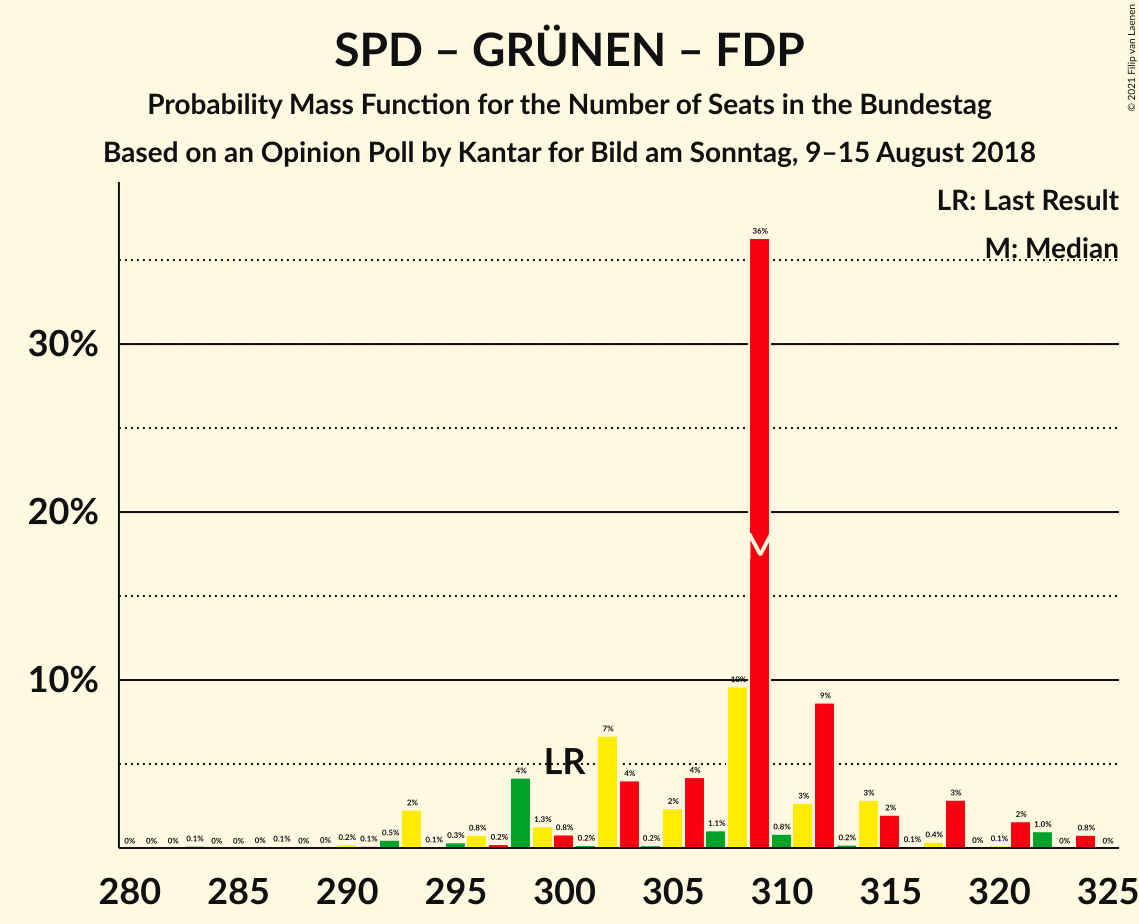 SPD – GRÜNEN – FDP
Probability Mass Function for the Number of Seats in the Bundestag
Based on an Opinion Poll by Kantar for Bild am Sonntag, 9–15 August 2018
© 2021 Filip van Laenen
LR: Last Result
M: Median
36%
30%
20%
M
10%
10%
9%
7%
LR
4% 4% 4%
2% 1.3% 0.8% 2% 1.1% 0.8% 3% 3% 2% 3% 2% 1.0% 0.8%
0% 0% 0% 0.1% 0% 0% 0% 0.1% 0% 0% 0.2% 0.1% 0.5% 0.1% 0.3% 0.8% 0.2% 0.2% 0.2% 0.2% 0.1% 0.4% 0% 0.1% 0% 0%
280 285 290 295 300 305 310 315 320 325